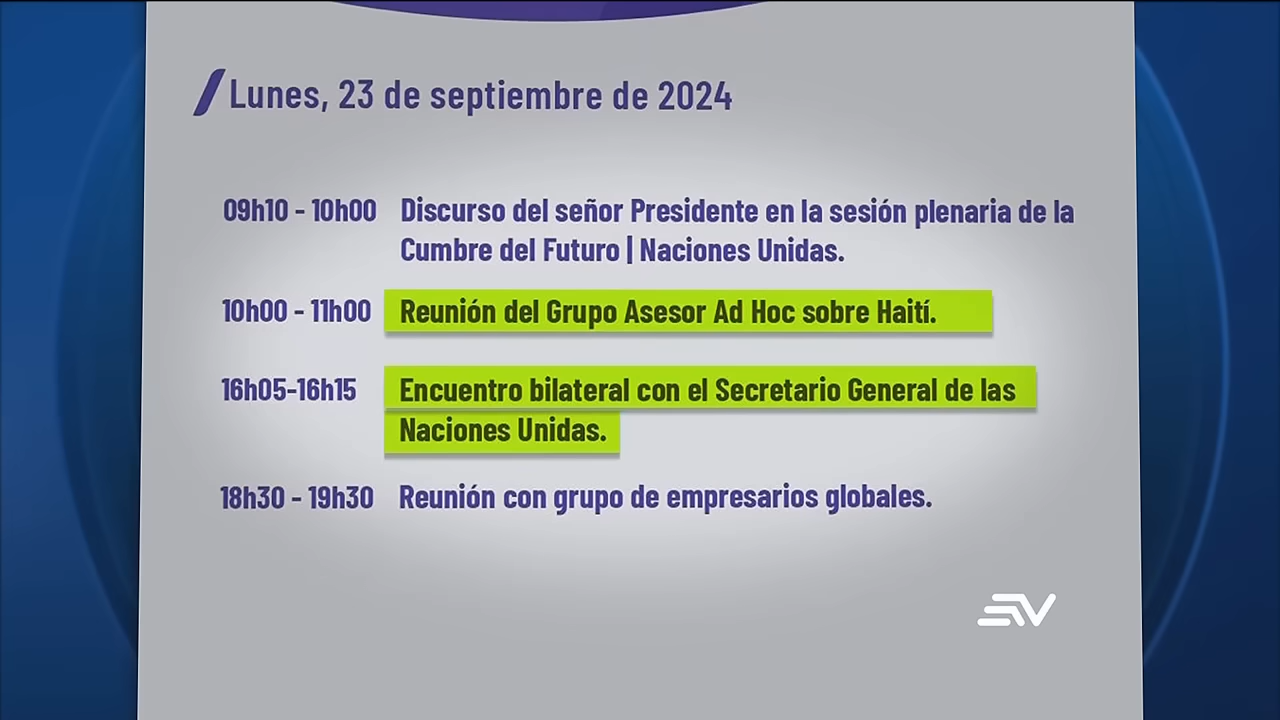 Lunes, 23 de septiembre de 2024
09h10 - 10h00 Discurso del señor Presidente en la sesión plenaria de la
Cumbre del Futuro | Naciones Unidas.
10h00 - 11h00 Reunión del Grupo Asesor Ad Hoc sobre Haití.
16h05-16h15 Encuentro bilateral con el Secretario General de las
Naciones Unidas.
18h30 - 19h30 Reunión con grupo de empresarios globales.